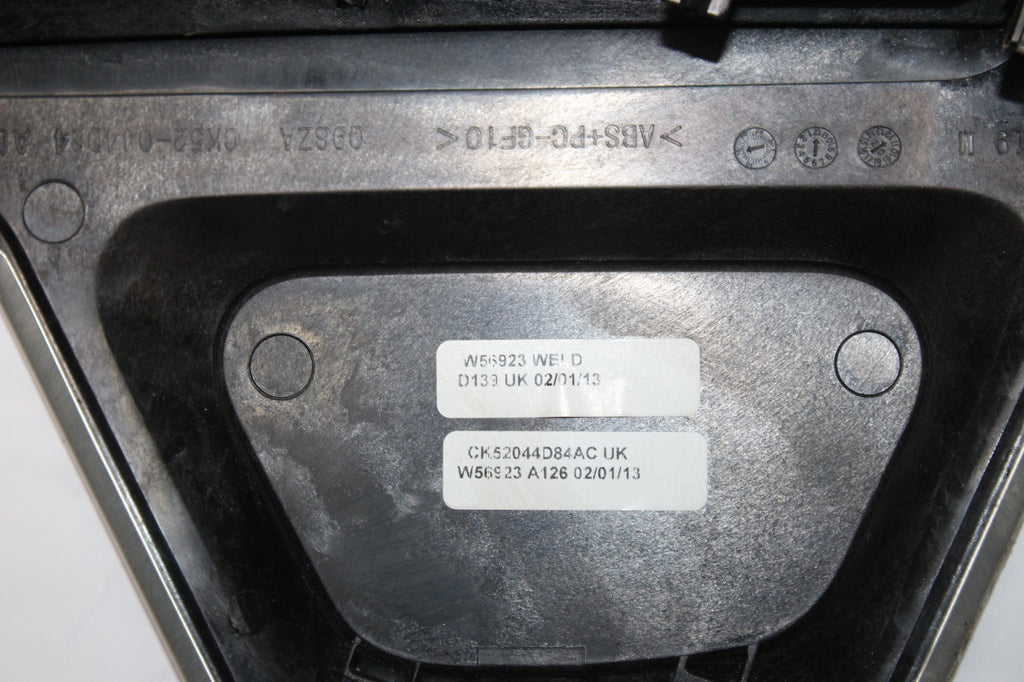 >ABS+PC-GF10<
W56923 WELD
D139 UK 02/01/13
CK52044D84AC UK
W56923 A126 02/01/13